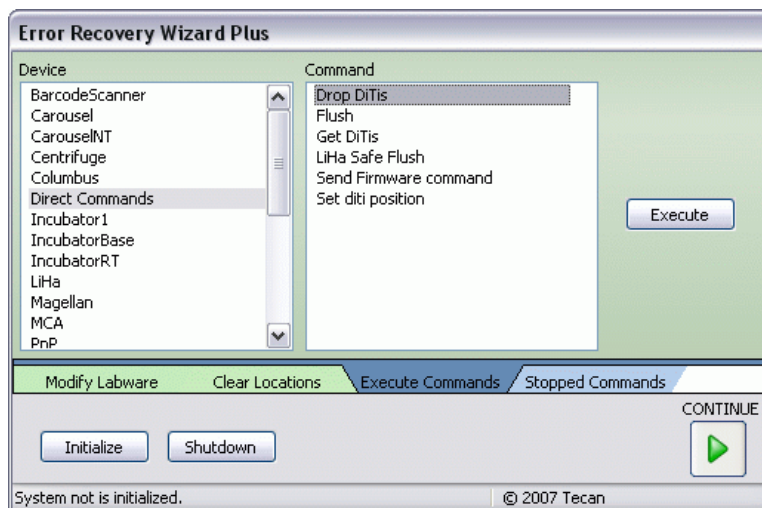 Error Recovery Wizard Plus
Device
BarcodeScanner
Carousel
CarouselNT
Centrifuge
Columbus
Direct Commands
Incubator1
IncubatorBase
IncubatorRT
LiHa
Magellan
MCA
PnP
Command
Drop DiTis
Flush
Get DiTis
LiHa Safe Flush
Send Firmware command
Set diti position
Execute
Modify Labware Clear Locations Execute Commands Stopped Commands
CONTINUE
Initialize Shutdown
System not is initialized. © 2007 Tecan